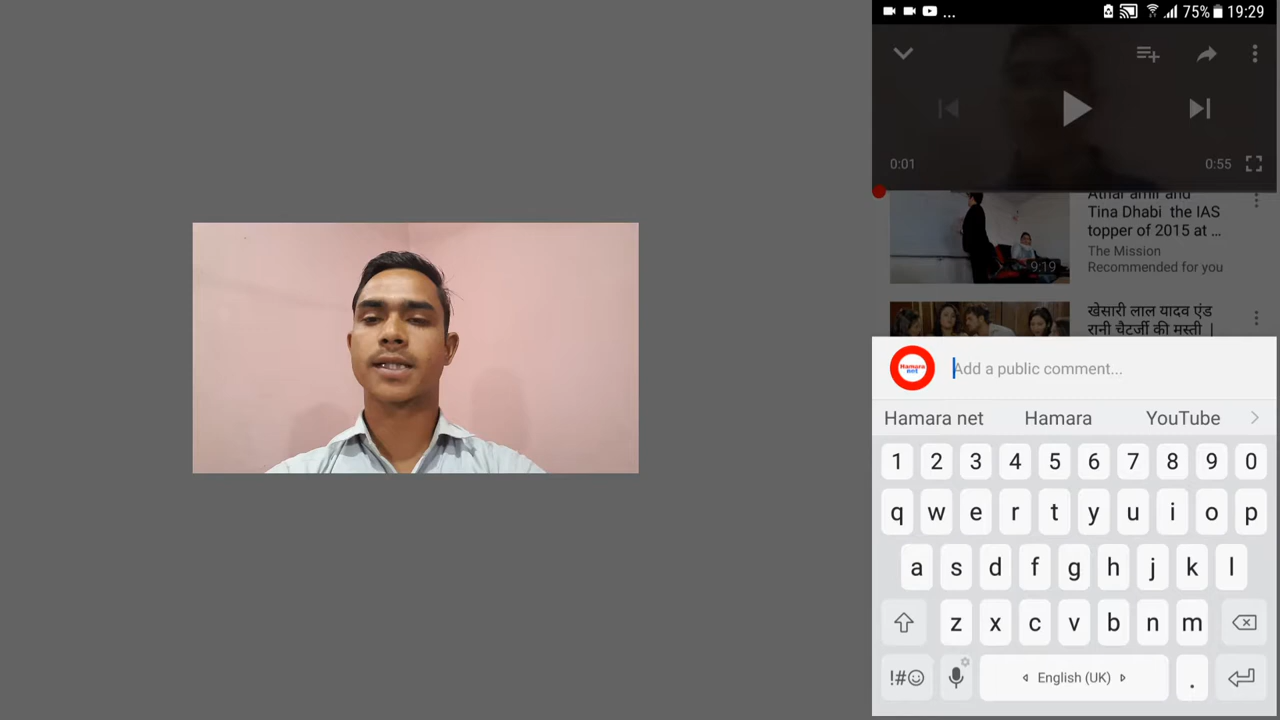 ... 75% 19:29
0:01 0:55
Athar amir and
Tina Dhabi the IAS
topper of 2015 at ...
The Mission
Recommended for you
9:19
खेसारी लाल यादव एंड
रानी चैटर्जी की मस्ती |
Hamara
net
Add a public comment...
Hamara net Hamara YouTube
1 2 3 4 5 6 7 8 9 0
q w e r t y u i o p
a s d f g h j k l
z x c v b n m
!#☺ English (UK) .